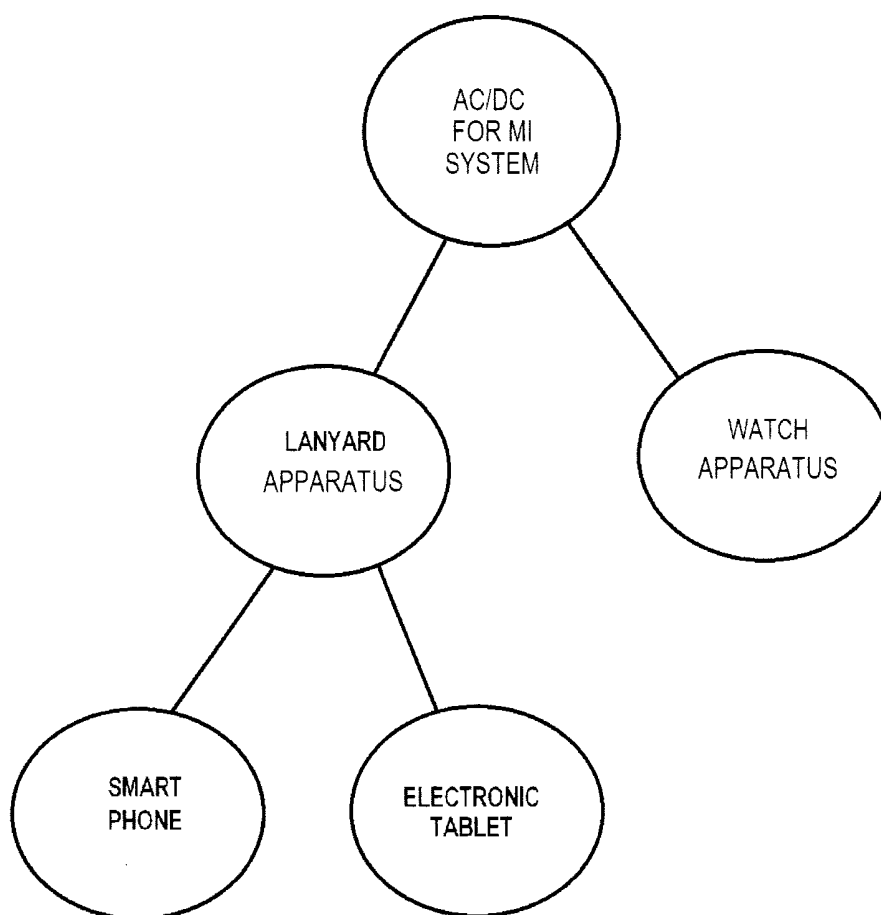 AC/DC
FOR MI
SYSTEM
LANYARD
APPARATUS
WATCH
APPARATUS
SMART
PHONE
ELECTRONIC
TABLET